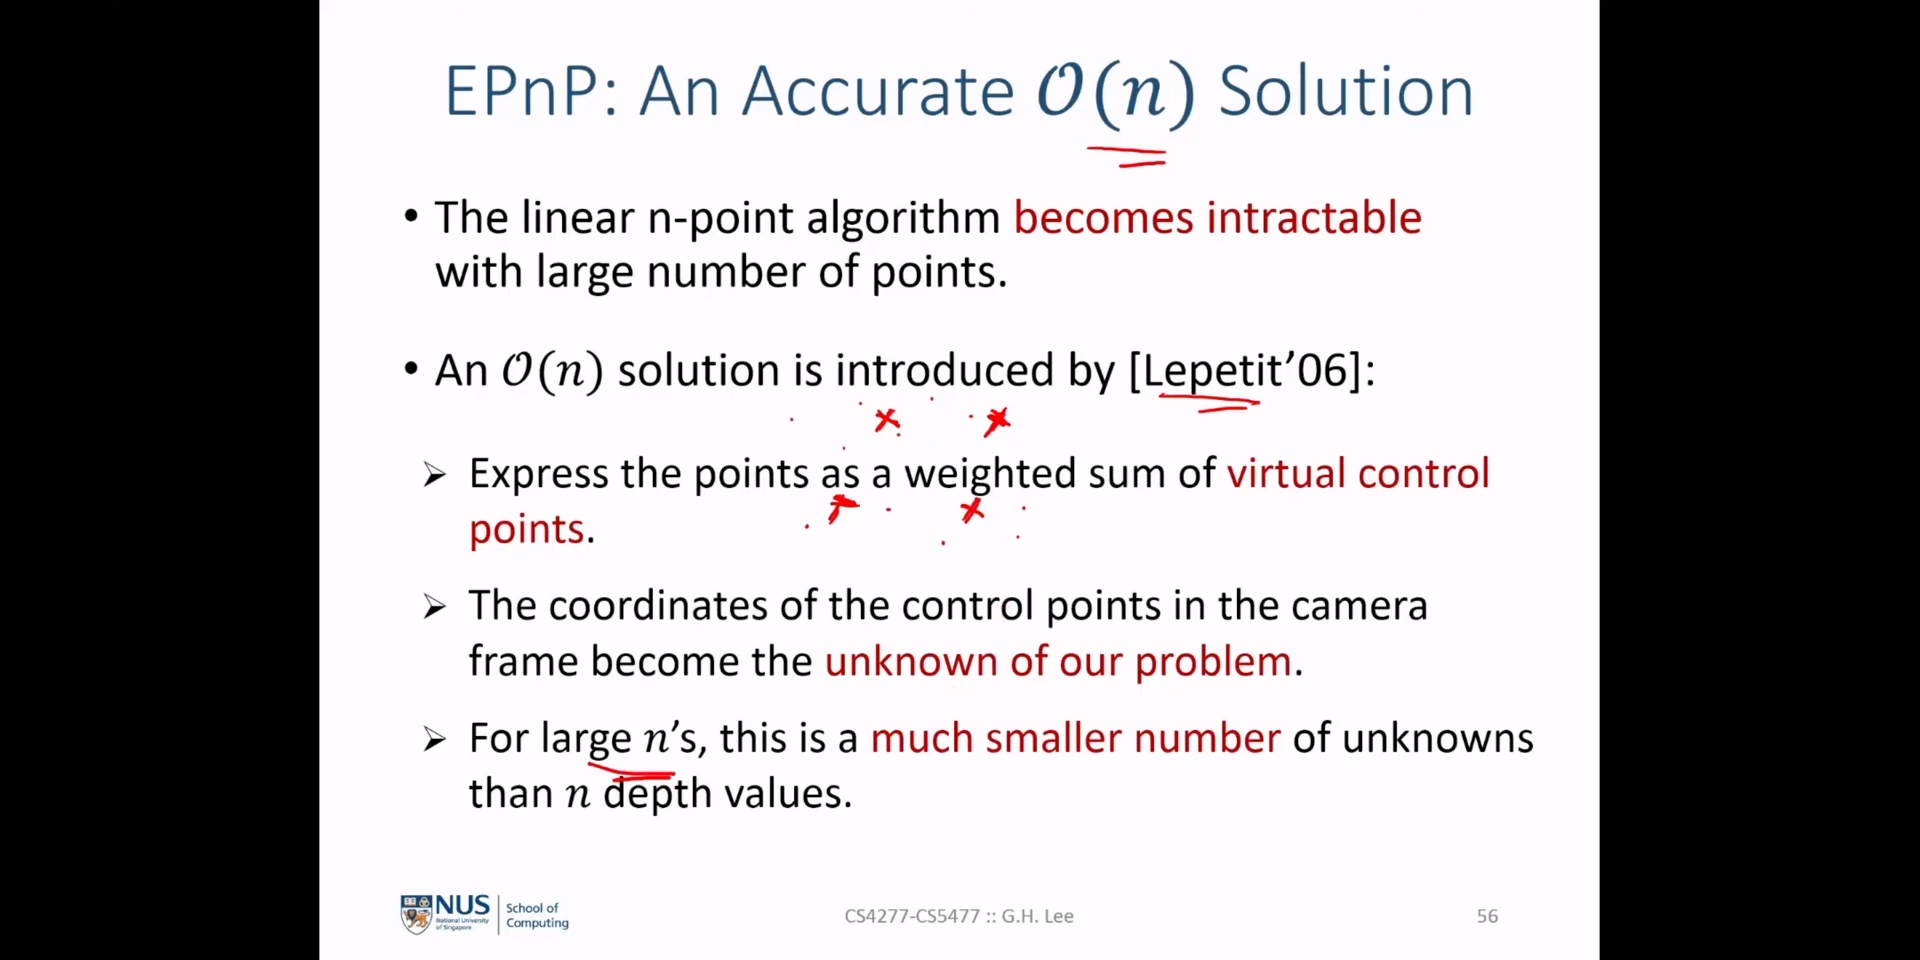 EPnP: An Accurate 𝒪(n) Solution
• The linear n-point algorithm becomes intractable
with large number of points.
• An 𝒪(n) solution is introduced by [Lepetit’06]:
➢ Express the points as a weighted sum of virtual control
points.
➢ The coordinates of the control points in the camera
frame become the unknown of our problem.
➢ For large n’s, this is a much smaller number of unknowns
than n depth values.
NUS
National University
of Singapore
School of
Computing
CS4277-CS5477 :: G.H. Lee
56